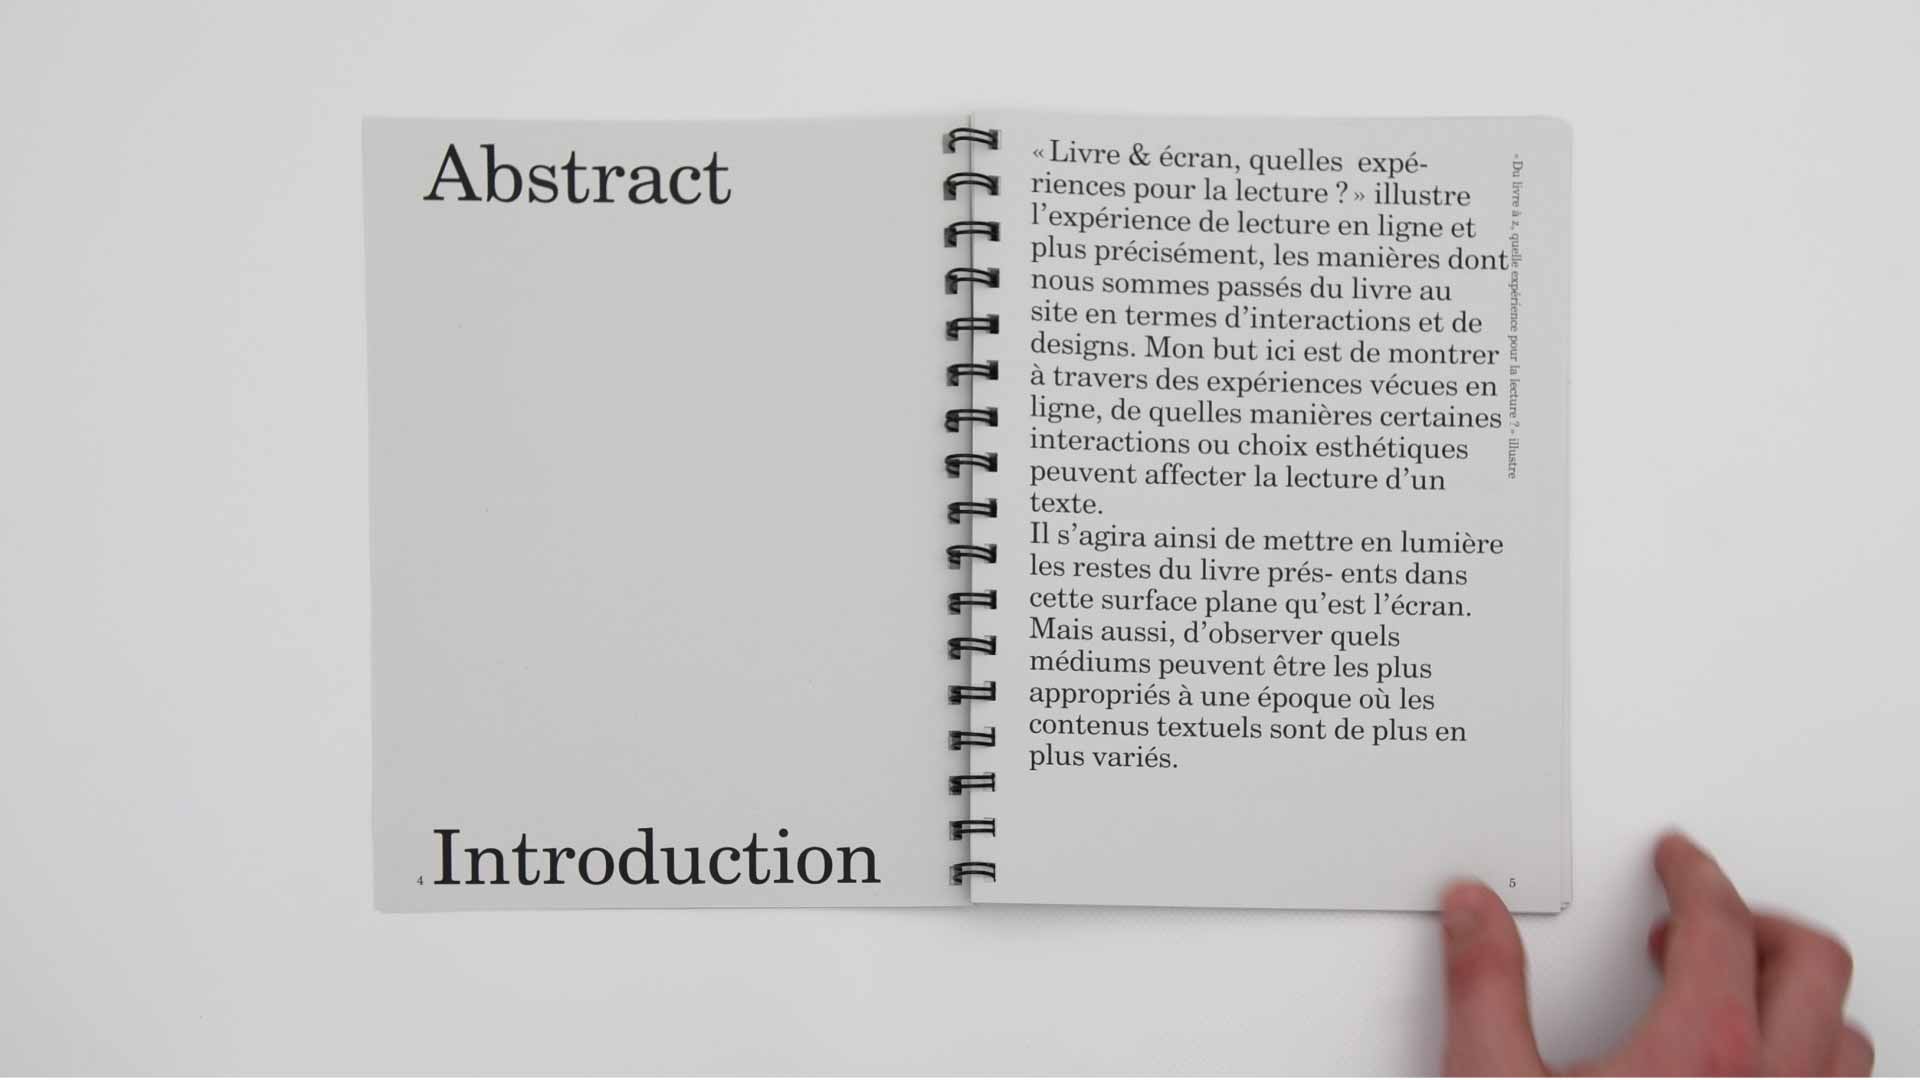 Abstract
Introduction
4
« Livre & écran, quelles expé-
riences pour la lecture ? » illustre
l’expérience de lecture en ligne et
plus précisément, les manières dont
nous sommes passés du livre au
site en termes d’interactions et de
designs. Mon but ici est de montrer
à travers des expériences vécues en
ligne, de quelles manières certaines
interactions ou choix esthétiques
peuvent affecter la lecture d’un
texte.
Il s’agira ainsi de mettre en lumière
les restes du livre prés- ents dans
cette surface plane qu’est l’écran.
Mais aussi, d’observer quels
médiums peuvent être les plus
appropriés à une époque où les
contenus textuels sont de plus en
plus variés.
« Du livre à z, quelle expérience pour la lecture ? » illustre
5